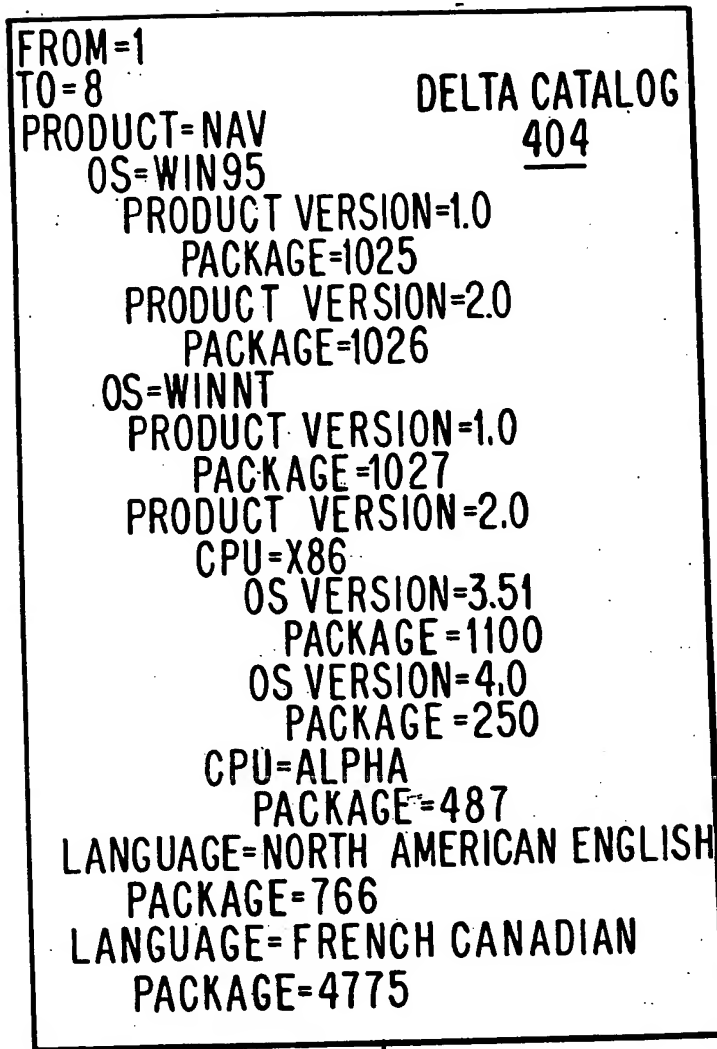 FROM=1
TO=8
DELTA CATALOG
404
PRODUCT=NAV
OS=WIN95
PRODUCT VERSION=1.0
PACKAGE=1025
PRODUCT VERSION=2.0
PACKAGE=1026
OS=WINNT
PRODUCT VERSION=1.0
PACKAGE=1027
PRODUCT VERSION=2.0
CPU=X86
OS VERSION=3.51
PACKAGE=1100
OS VERSION=4.0
PACKAGE=250
CPU=ALPHA
PACKAGE=487
LANGUAGE=NORTH AMERICAN ENGLISH
PACKAGE=766
LANGUAGE=FRENCH CANADIAN
PACKAGE=4775